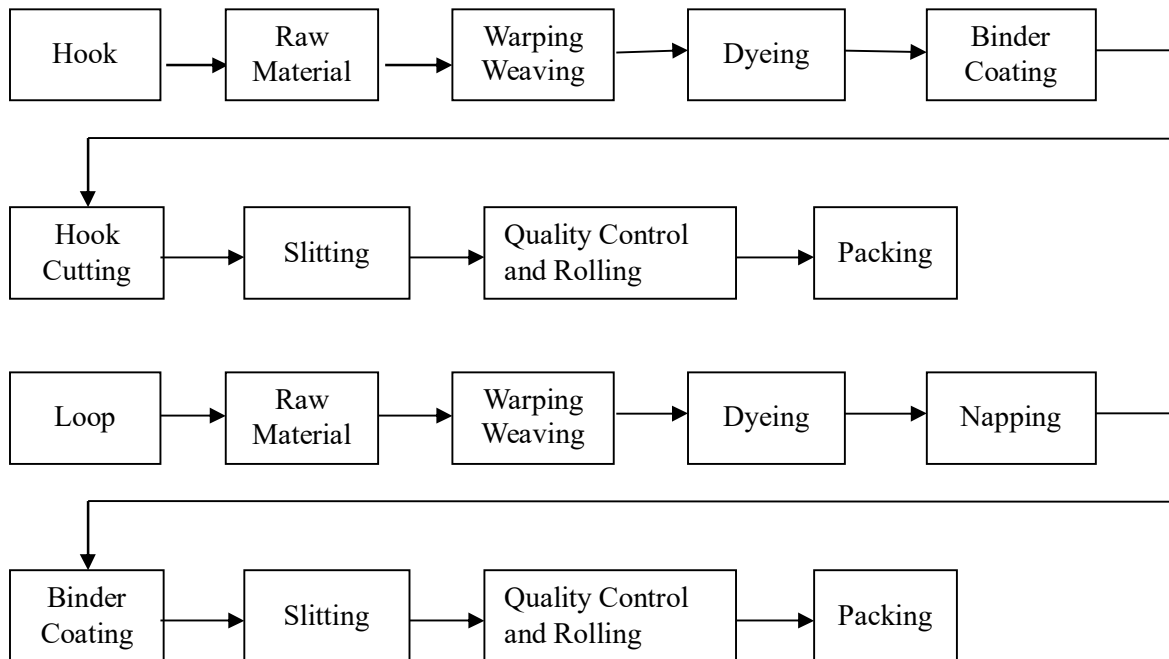 Hook
Raw
Material
Warping
Weaving
Dyeing
Binder
Coating
Hook
Cutting
Slitting
Quality Control
and Rolling
Packing
Loop
Raw
Material
Warping
Weaving
Dyeing
Napping
Binder
Coating
Slitting
Quality Control
and Rolling
Packing